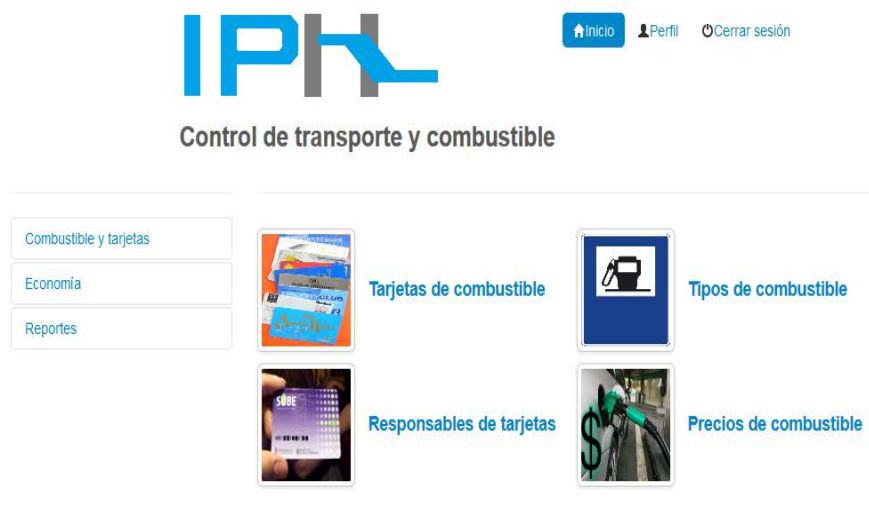 IPH
Inicio
Perfil
Cerrar sesión
Control de transporte y combustible
Combustible y tarjetas
Economía
Reportes
Tarjetas de combustible
Tipos de combustible
SUBE
$
Responsables de tarjetas
Precios de combustible